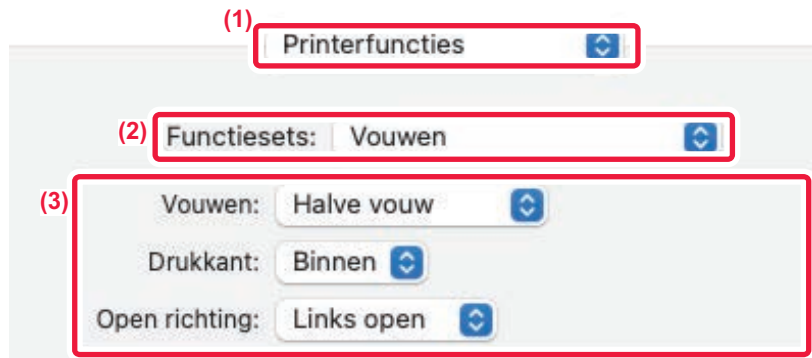 (1)
Printerfuncties
(2) Functiesets: Vouwen
(3)
Vouwen: Halve vouw
Drukkant: Binnen
Open richting: Links open